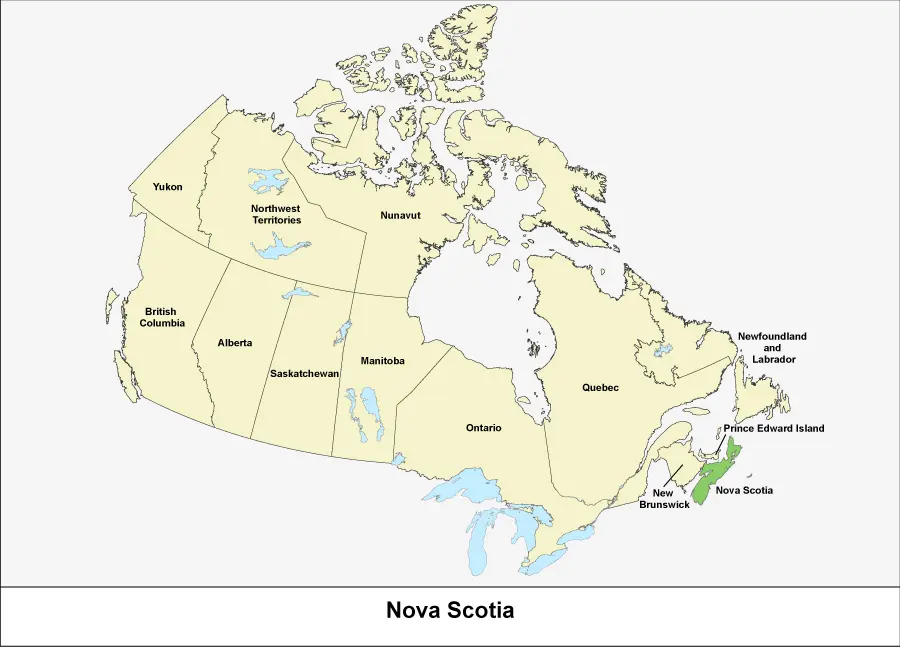 Yukon
Northwest
Territories
Nunavut
British
Columbia
Alberta
Saskatchewan
Manitoba
Ontario
Quebec
Newfoundland
and
Labrador
Prince Edward Island
Nova Scotia
New
Brunswick
Nova Scotia